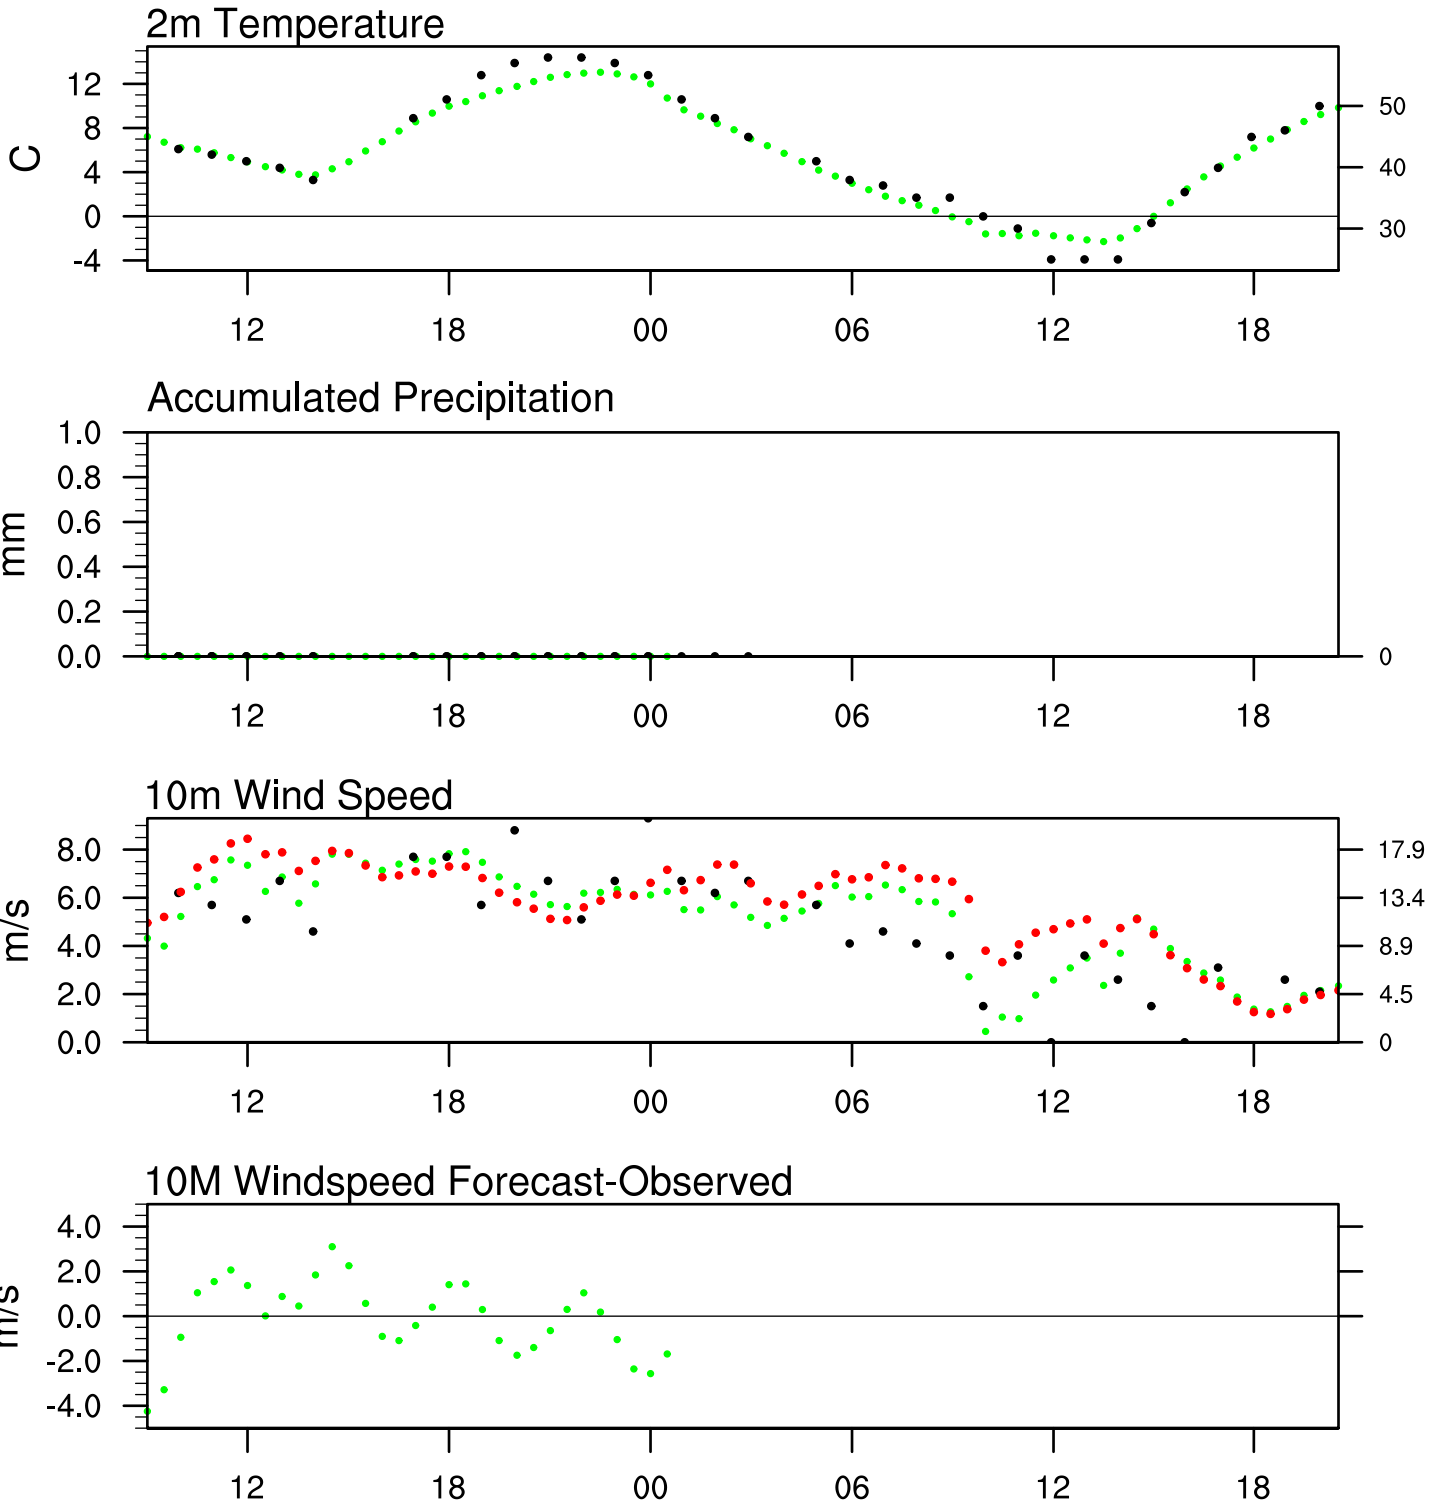 2m Temperature
12
8
4
0
-4
C
50
40
30
12 18 00 06 12 18
Accumulated Precipitation
1.0
0.8
0.6
0.4
0.2
0.0
mm
0
12 18 00 06 12 18
10m Wind Speed
8.0
6.0
4.0
2.0
0.0
m/s
17.9
13.4
8.9
4.5
0
12 18 00 06 12 18
10M Windspeed Forecast-Observed
4.0
2.0
0.0
-2.0
-4.0
m/s
12 18 00 06 12 18